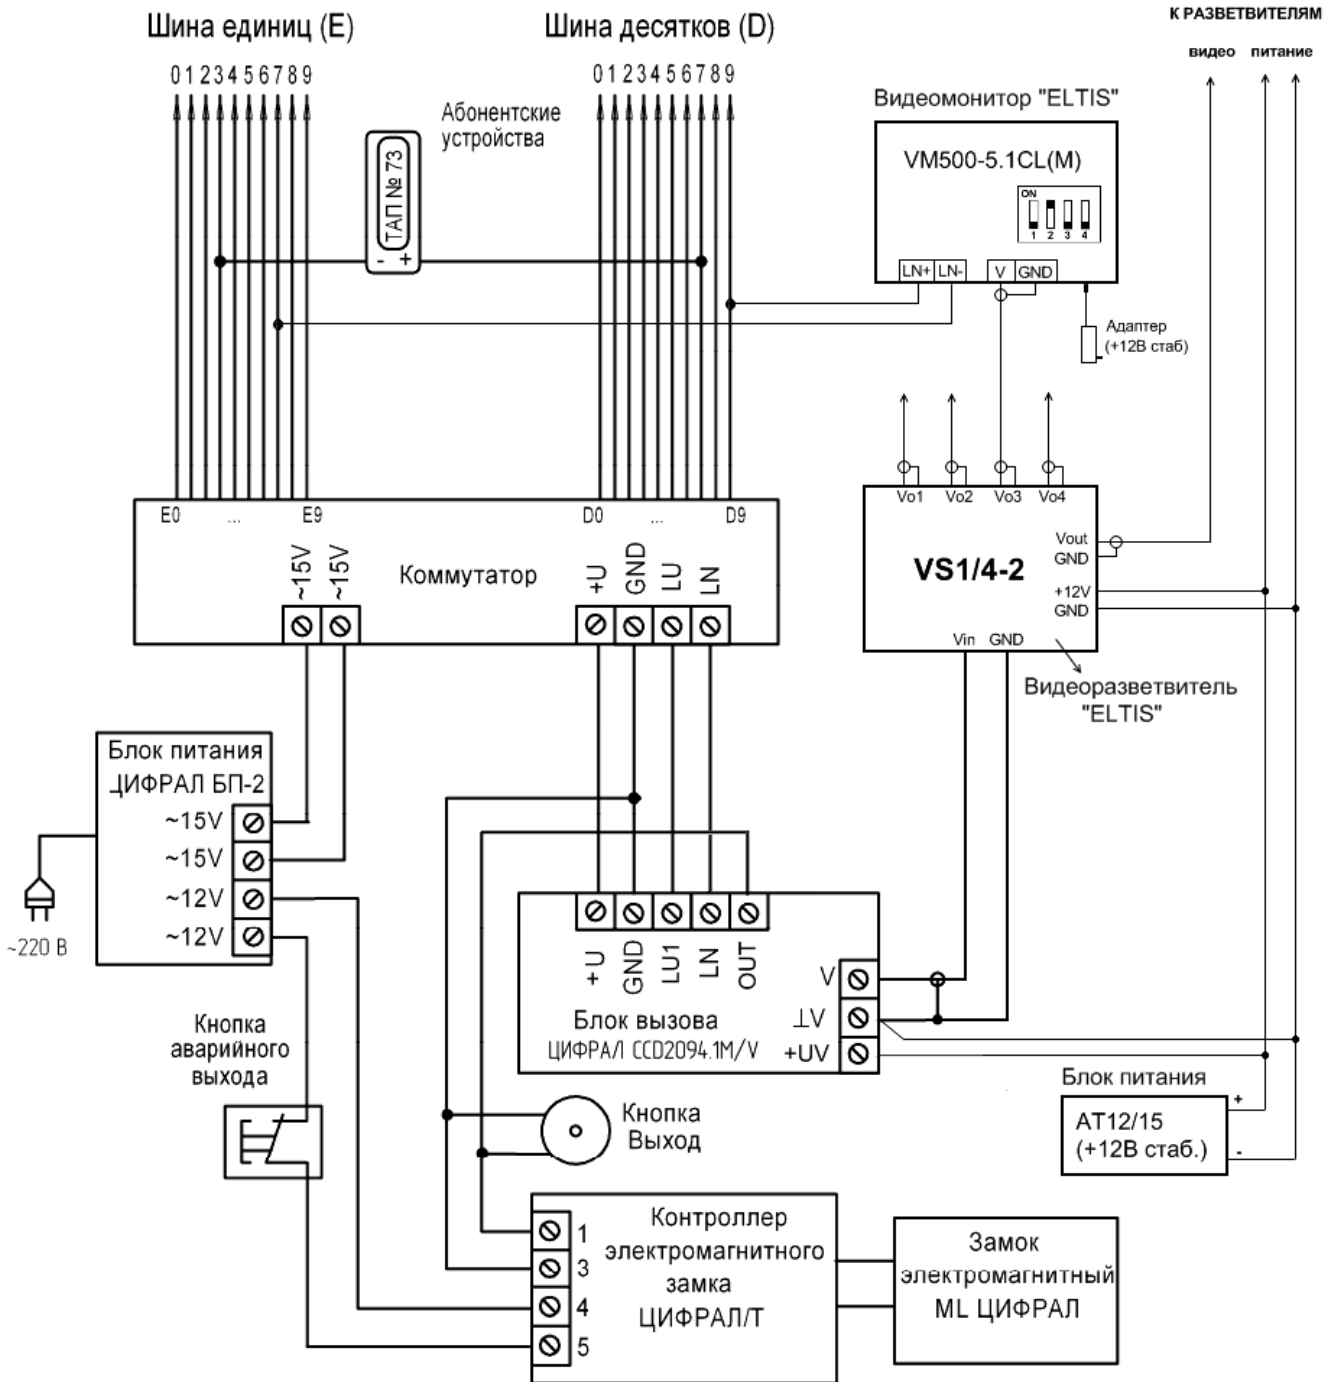 Шина единиц (E)
Шина десятков (D)
К РАЗВЕТВИТЕЛЯМ
видео питание
0 1 2 3 4 5 6 7 8 9
0 1 2 3 4 5 6 7 8 9
Абонентские
устройства
ТАП № 73
- +
Видеомонитор "ELTIS"
VM500-5.1CL(M)
ON
1 2 3 4
LN+ LN- V GND
Адаптер
(+12В стаб)
E0 ... E9
D0 ... D9
~15V ~15V
Коммутатор
+U GND LU LN
Vo1 Vo2 Vo3 Vo4
Vout
GND
VS1/4-2
+12V
GND
Vin GND
Видеоразветвитель
"ELTIS"
Блок питания
ЦИФРАЛ БП-2
~15V
~15V
~12V
~12V
~220 В
+U GND LU1 LN OUT
V
⊥V
+UV
Блок вызова
ЦИФРАЛ CCD2094.1M/V
Кнопка
аварийного
выхода
Кнопка
Выход
Блок питания
AT12/15
(+12В стаб.)
+
-
1
3
4
5
Контроллер
электромагнитного
замка
ЦИФРАЛ/Т
Замок
электромагнитный
ML ЦИФРАЛ